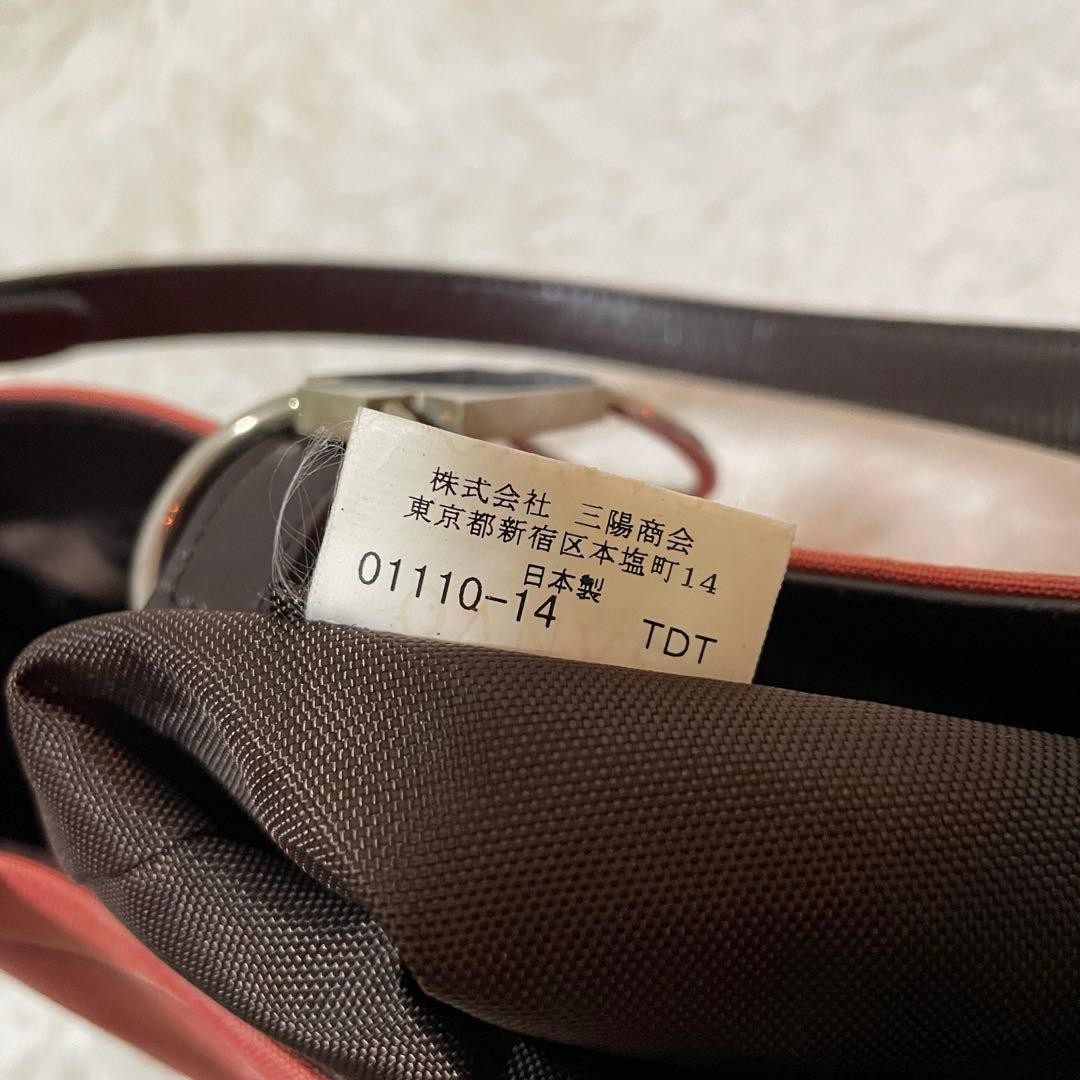 株式会社 三陽商会
東京都新宿区本塩町14
日本製
01110-14
TDT